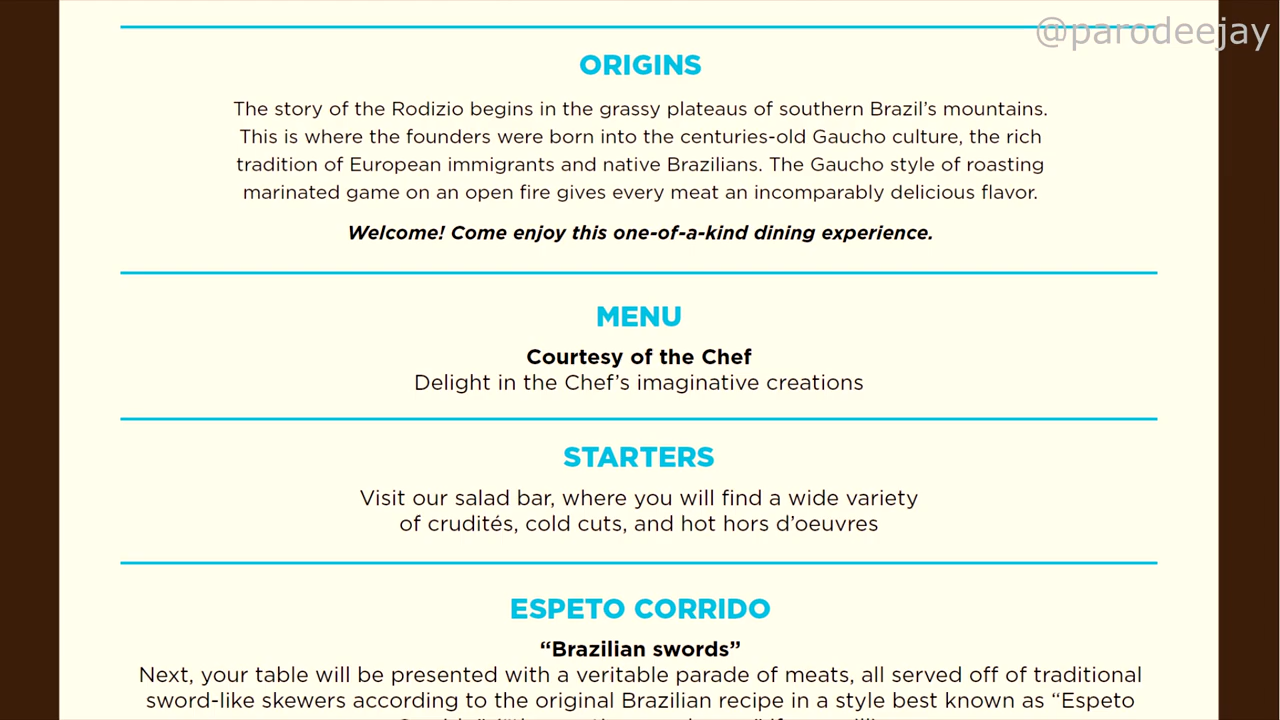 @parodeejay
ORIGINS
The story of the Rodizio begins in the grassy plateaus of southern Brazil's mountains.
This is where the founders were born into the centuries-old Gaucho culture, the rich
tradition of European immigrants and native Brazilians. The Gaucho style of roasting
marinated game on an open fire gives every meat an incomparably delicious flavor.
Welcome! Come enjoy this one-of-a-kind dining experience.
MENU
Courtesy of the Chef
Delight in the Chef's imaginative creations
STARTERS
Visit our salad bar, where you will find a wide variety
of crudités, cold cuts, and hot hors d'oeuvres
ESPETO CORRIDO
“Brazilian swords”
Next, your table will be presented with a veritable parade of meats, all served off of traditional
sword-like skewers according to the original Brazilian recipe in a style best known as “Espeto